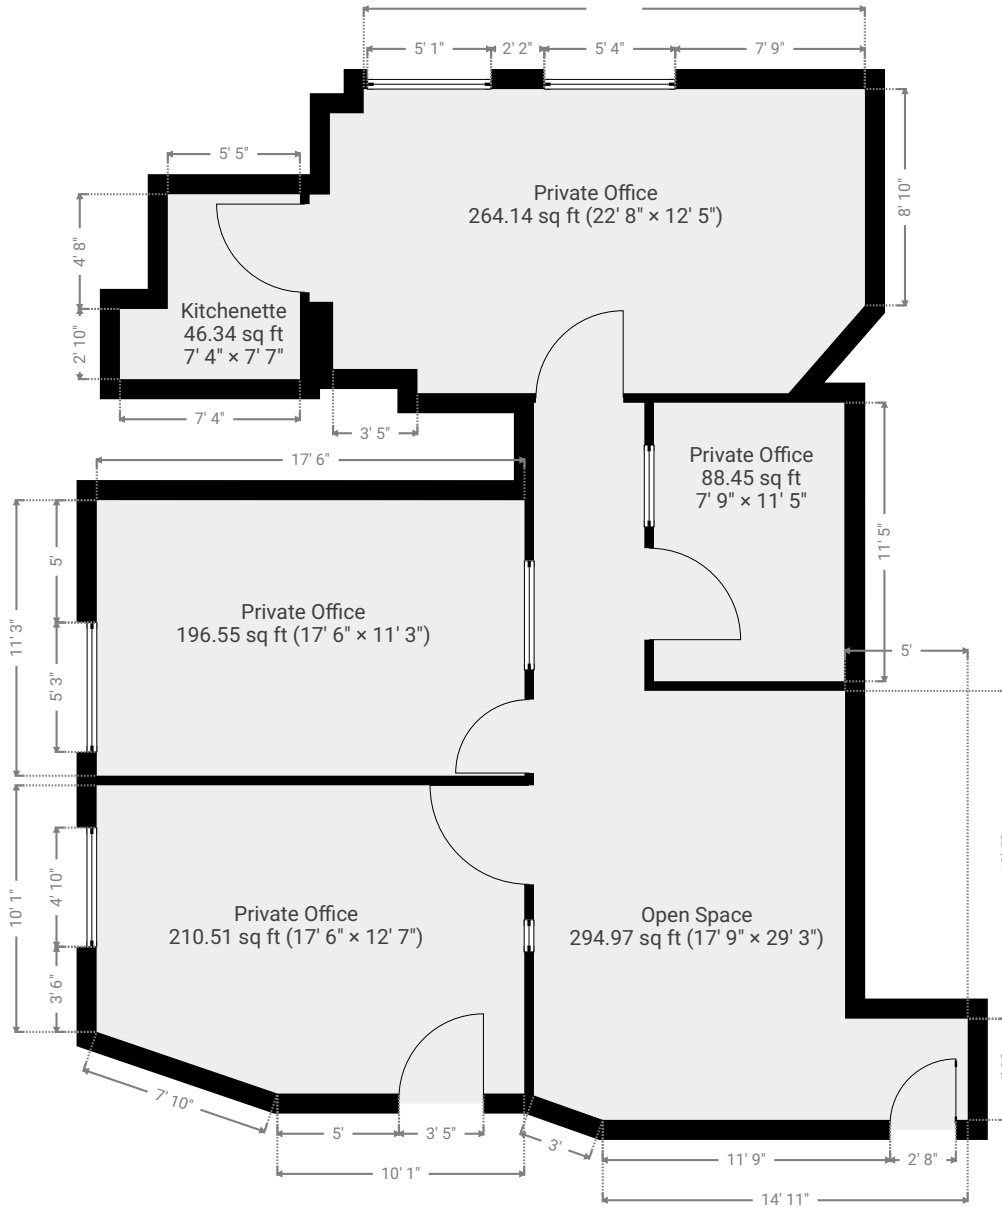 5' 1" 2' 2" 5' 4" 7' 9"
5' 5"
8' 10"
Private Office
264.14 sq ft (22' 8" × 12' 5")
4' 8"
Kitchenette
46.34 sq ft
7' 4" × 7' 7"
2' 10"
7' 4"
3' 5"
17' 6"
Private Office
88.45 sq ft
7' 9" × 11' 5"
11' 5"
5'
11' 3"
Private Office
196.55 sq ft (17' 6" × 11' 3")
5' 3"
5'
4' 10"
10' 1"
Private Office
210.51 sq ft (17' 6" × 12' 7")
Open Space
294.97 sq ft (17' 9" × 29' 3")
3' 6"
7' 10"
5' 3' 5"
3'
11' 9" 2' 8"
10' 1"
14' 11"